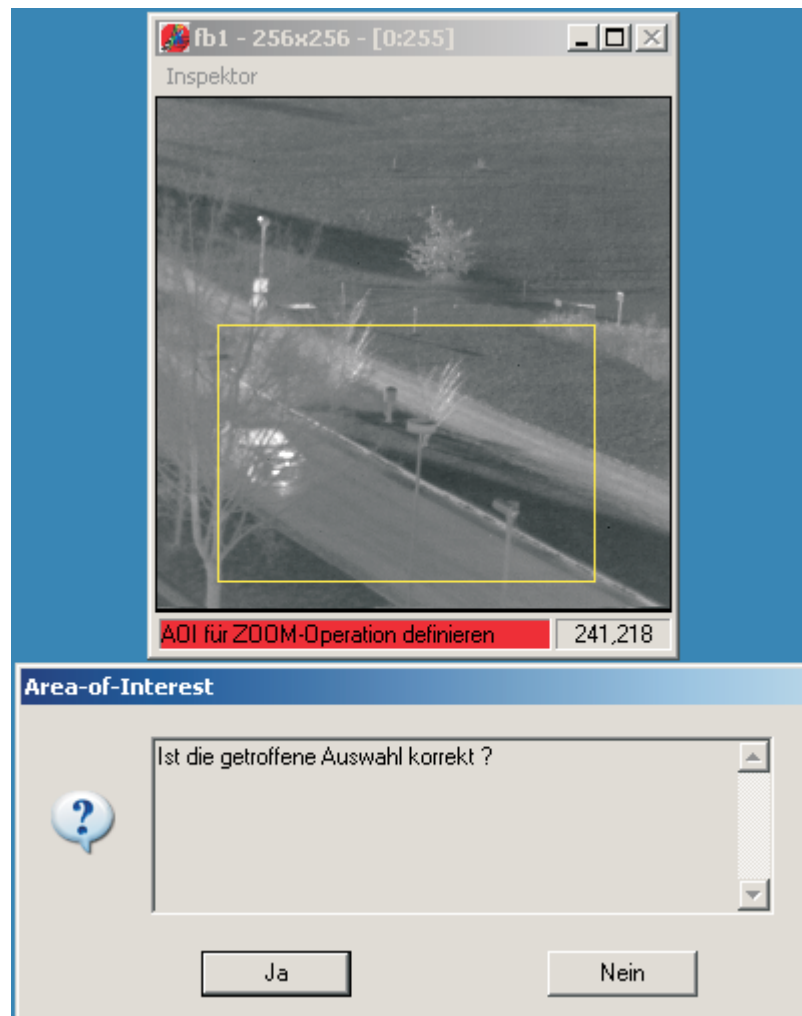 fb1 - 256x256 - [0:255]
Inspektor
AOI für ZOOM-Operation definieren
241,218
Area-of-Interest
Ist die getroffene Auswahl korrekt ?
Ja
Nein